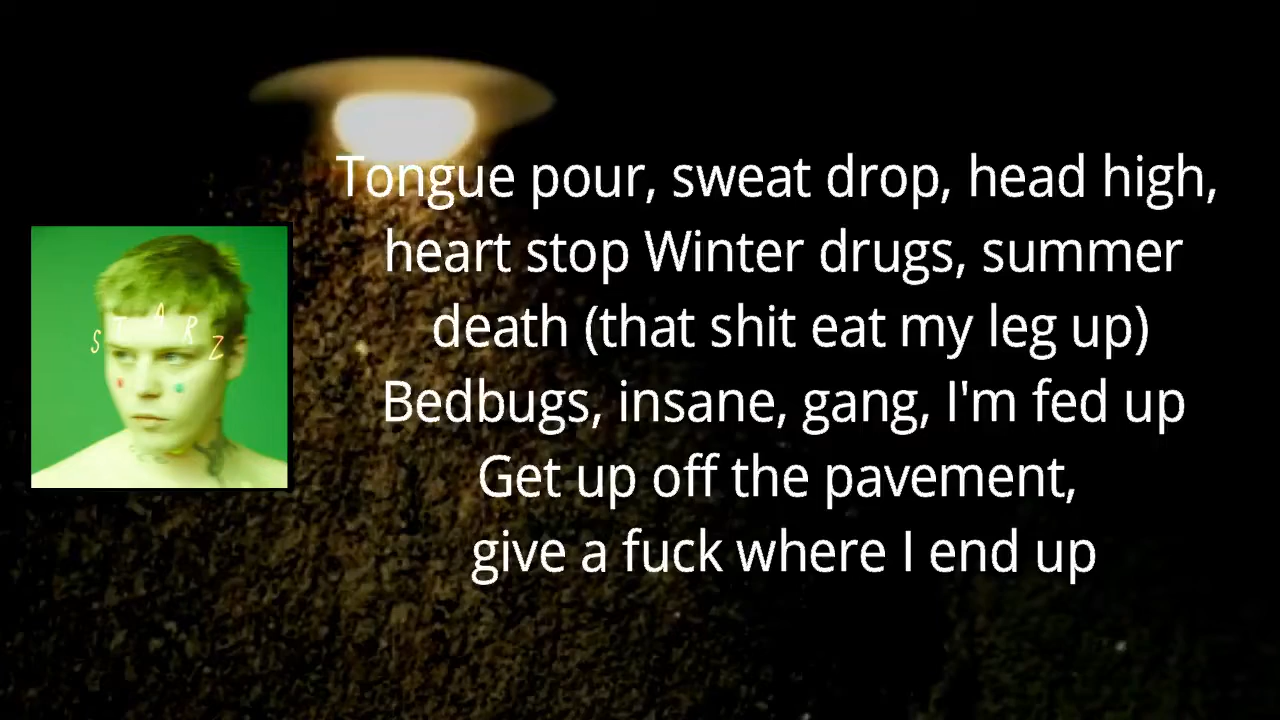 STARZ
Tongue pour, sweat drop, head high,
heart stop Winter drugs, summer
death (that shit eat my leg up)
Bedbugs, insane, gang, I'm fed up
Get up off the pavement,
give a fuck where I end up